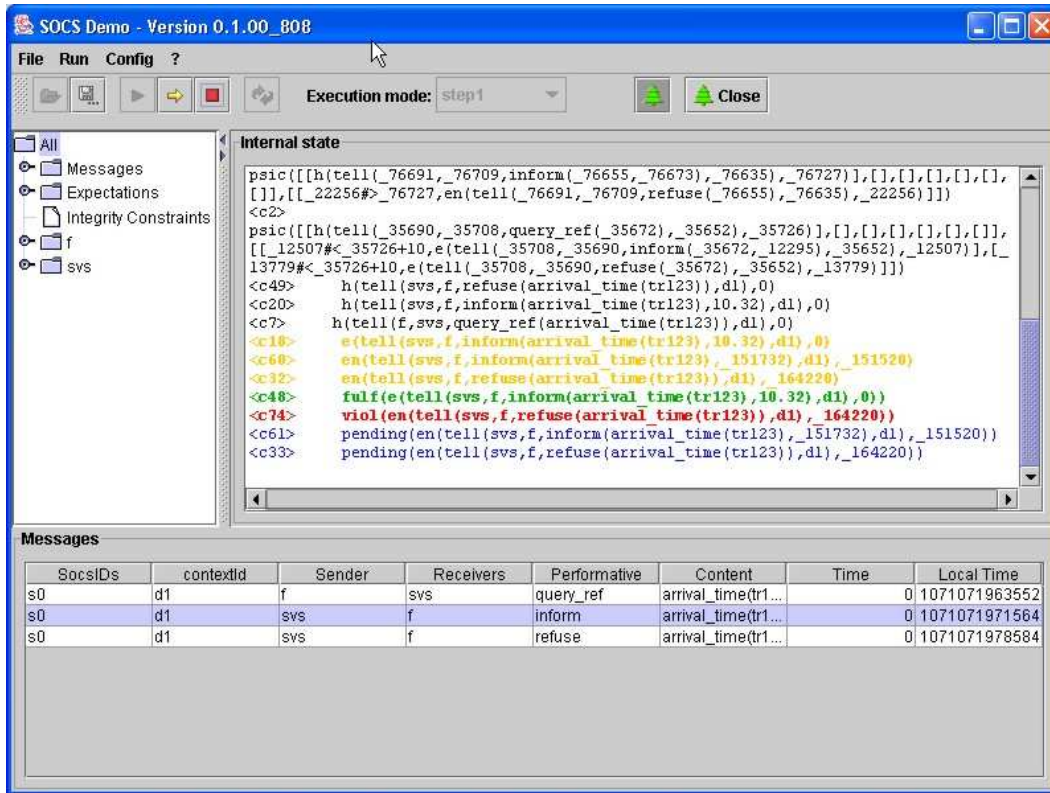 SOCS Demo - Version 0.1.00_808
File Run Config ?
Execution mode: step1
Close
All
Messages
Expectations
Integrity Constraints
f
svs
Internal state
psic([[h(tell(_76691,_76709,inform(_76655,_76673),_76635),_76727)],[],[],[],[],
[]],[[_22256#>_76727,en(tell(_76691,_76709,refuse(_76655),_76635),_22256)]])
<c2>
psic([[h(tell(_35690,_35708,query_ref(_35672),_35652),_35726)],[],[],[],[],[]],
[[_12507#<_35726+10,e(tell(_35708,_35690,inform(_35672,_12295),_35652),_12507)],[_
13779#<_35726+10,e(tell(_35708,_35690,refuse(_35672),_35652),_13779)]])
<c49> h(tell(svs,f,refuse(arrival_time(tr123)),d1),0)
<c20> h(tell(svs,f,inform(arrival_time(tr123),10.32),d1),0)
<c7> h(tell(f,svs,query_ref(arrival_time(tr123)),d1),0)
<c18> e(tell(svs,f,inform(arrival_time(tr123),10.32),d1),0)
<c60> en(tell(svs,f,inform(arrival_time(tr123),_151732),d1),_151520)
<c32> en(tell(svs,f,refuse(arrival_time(tr123)),d1),_164220)
<c48> fulf(e(tell(svs,f,inform(arrival_time(tr123),10.32),d1),0))
<c74> viol(en(tell(svs,f,refuse(arrival_time(tr123)),d1),_164220))
<c61> pending(en(tell(svs,f,inform(arrival_time(tr123),_151732),d1),_151520))
<c33> pending(en(tell(svs,f,refuse(arrival_time(tr123)),d1),_164220))
Messages
SocsIDs contextId Sender Receivers Performative Content Time Local Time
s0 d1 f svs query_ref arrival_time(tr1... 0 1071071963552
s0 d1 svs f inform arrival_time(tr1... 0 1071071971564
s0 d1 svs f refuse arrival_time(tr1... 0 1071071978584